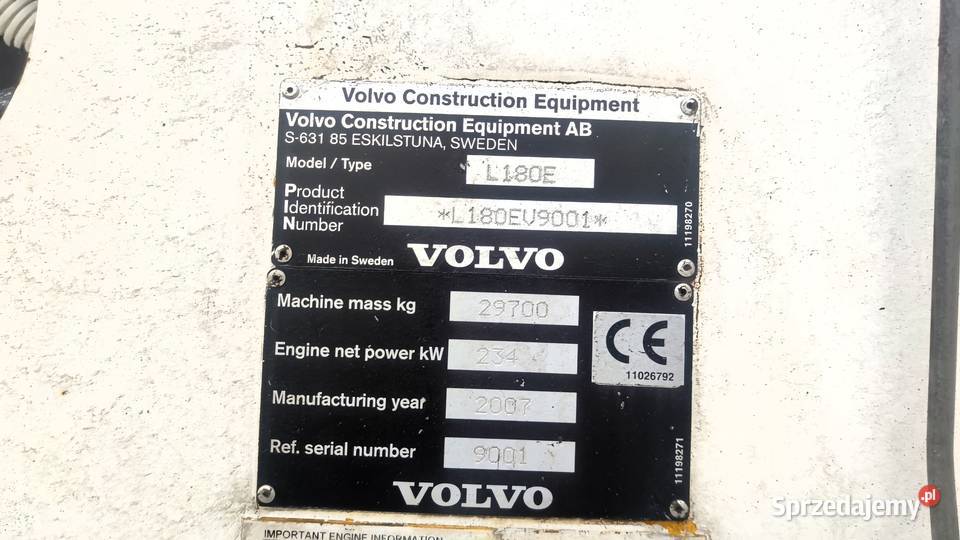 Volvo Construction Equipment
Volvo Construction Equipment AB
S-631 85 ESKILSTUNA, SWEDEN
Model / Type L180E
Product
Identification
Number
*L180EV9001*
11198270
Made in Sweden VOLVO
Machine mass kg 29700
Engine net power kW 234
CE
11026792
Manufacturing year 2007
Ref. serial number 9001
11198271
VOLVO
IMPORTANT ENGINE INFORMATION
Sprzedajemy.pl